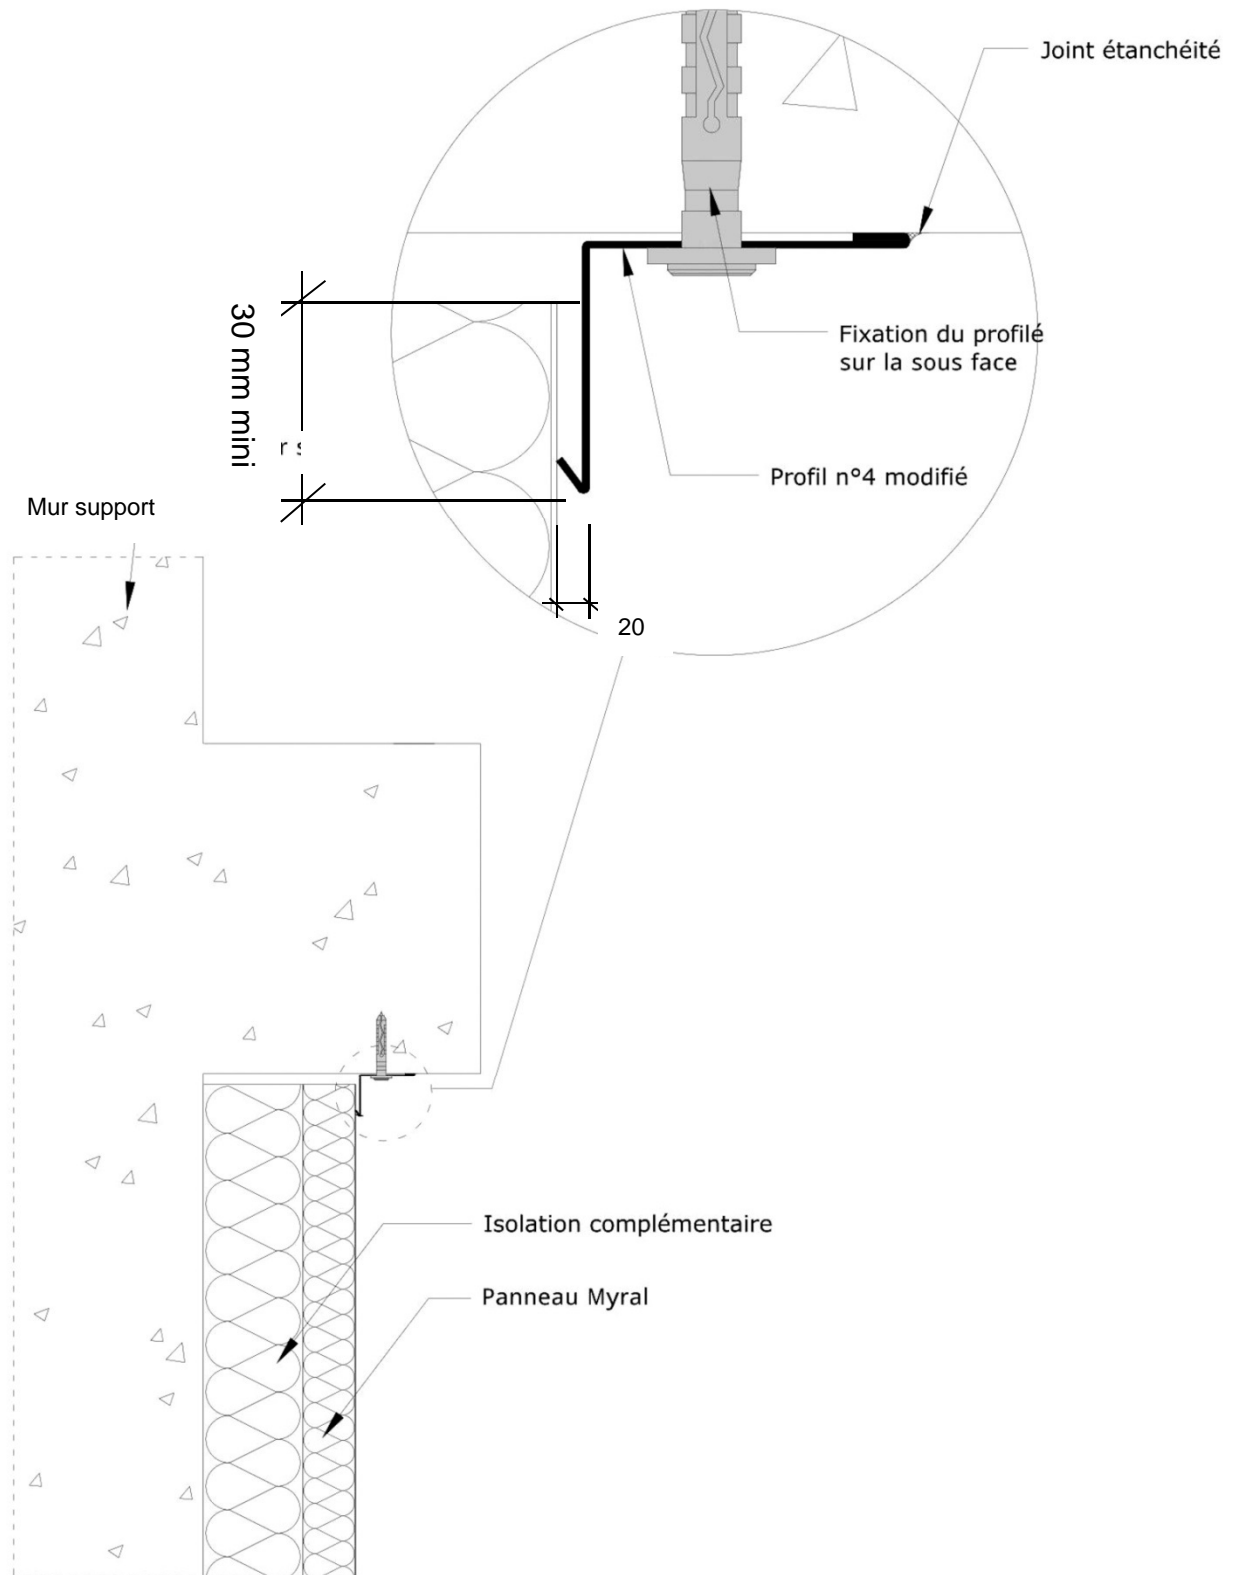 Joint étanchéité
Fixation du profilé
sur la sous face
30 mm mini
Profil n°4 modifié
Mur support
20
Isolation complémentaire
Panneau Myral